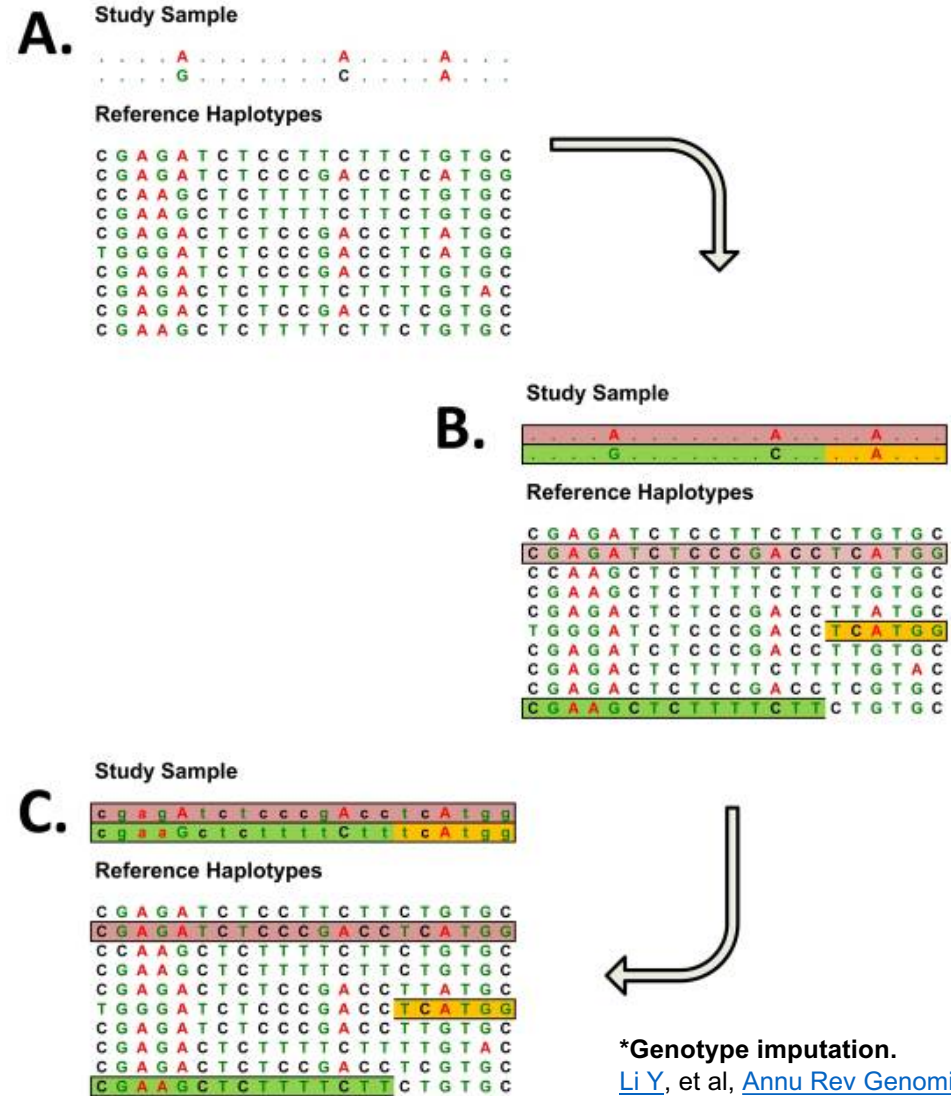 A.
Study Sample
. . . . A . . . . . . . A . . . . A . . .
. . . . G . . . . . . . C . . . . A . . .
Reference Haplotypes
C G A G A T C T C C T T C T T C T G T G C
C G A G A T C T C C C G A C C T C A T G G
C C A A G C T C T T T T C T T C T G T G C
C G A A G C T C T T T T C T T C T G T G C
C G A G A C T C T C C G A C C T T A T G C
T G G G A T C T C C C G A C C T C A T G G
C G A G A T C T C C C G A C C T T G T G C
C G A G A C T C T T T T C T T T T G T A C
C G A G A C T C T C C G A C C T C G T G C
C G A A G C T C T T T T C T T C T G T G C
B.
Study Sample
. . . . A . . . . . . . A . . . . A . . .
. . . . G . . . . . . . C . . . . A . . .
Reference Haplotypes
C G A G A T C T C C T T C T T C T G T G C
C G A G A T C T C C C G A C C T C A T G G
C C A A G C T C T T T T C T T C T G T G C
C G A A G C T C T T T T C T T C T G T G C
C G A G A C T C T C C G A C C T T A T G C
T G G G A T C T C C C G A C C T C A T G G
C G A G A T C T C C C G A C C T T G T G C
C G A G A C T C T T T T C T T T T G T A C
C G A G A C T C T C C G A C C T C G T G C
C G A A G C T C T T T T C T T C T G T G C
C.
Study Sample
c g a g A t c t c c c g A c c t c A t g g
c g a a G c t c t t t t C t t t c A t g g
Reference Haplotypes
C G A G A T C T C C T T C T T C T G T G C
C G A G A T C T C C C G A C C T C A T G G
C C A A G C T C T T T T C T T C T G T G C
C G A A G C T C T T T T C T T C T G T G C
C G A G A C T C T C C G A C C T T A T G C
T G G G A T C T C C C G A C C T C A T G G
C G A G A T C T C C C G A C C T T G T G C
C G A G A C T C T T T T C T T T T G T A C
C G A G A C T C T C C G A C C T C G T G C
C G A A G C T C T T T T C T T C T G T G C
*Genotype imputation.
Li Y, et al, Annu Rev Genomi